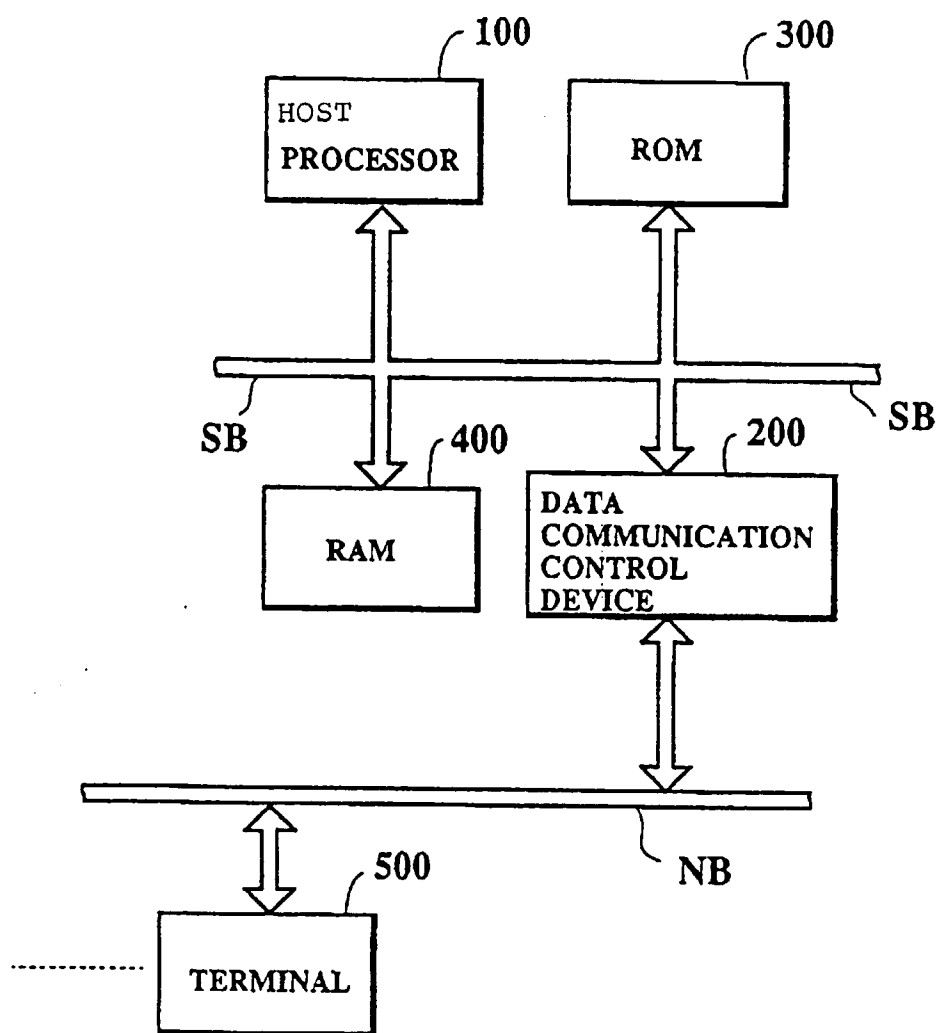 100
300
HOST
PROCESSOR
ROM
SB
SB
400
200
RAM
DATA
COMMUNICATION
CONTROL
DEVICE
NB
500
TERMINAL